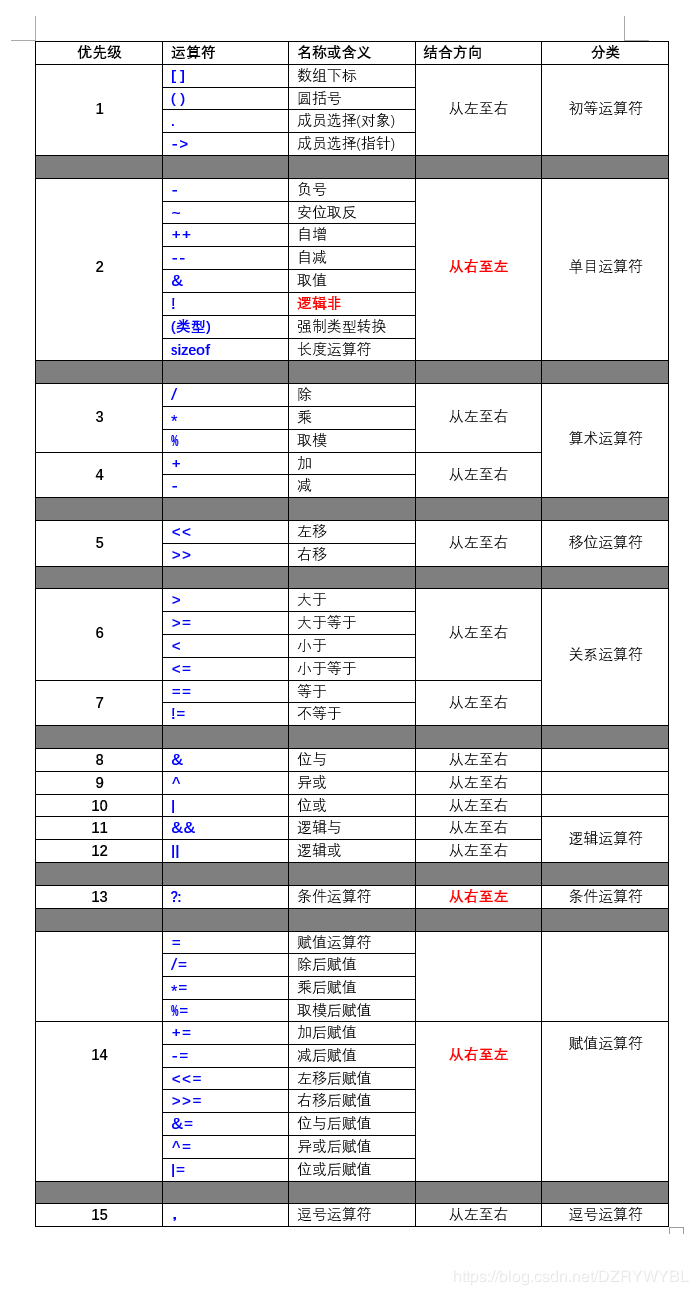 优先级 运算符 名称或含义 结合方向 分类
1 [ ] 数组下标 从左至右 初等运算符
( ) 圆括号
. 成员选择(对象)
-> 成员选择(指针)
2 - 负号 从右至左 单目运算符
~ 安位取反
++ 自增
-- 自减
& 取值
! 逻辑非
(类型) 强制类型转换
sizeof 长度运算符
3 / 除 从左至右 算术运算符
* 乘
% 取模
4 + 加 从左至右
- 减
5 << 左移 从左至右 移位运算符
>> 右移
6 > 大于 从左至右 关系运算符
>= 大于等于
< 小于
<= 小于等于
7 == 等于 从左至右
!= 不等于
8 & 位与 从左至右
9 ^ 异或 从左至右
10 | 位或 从左至右
11 && 逻辑与 从左至右 逻辑运算符
12 || 逻辑或 从左至右
13 ?: 条件运算符 从右至左 条件运算符
= 赋值运算符
/= 除后赋值
*= 乘后赋值
%= 取模后赋值
14 += 加后赋值 从右至左 赋值运算符
-= 减后赋值
<<= 左移后赋值
>>= 右移后赋值
&= 位与后赋值
^= 异或后赋值
|= 位或后赋值
15 , 逗号运算符 从左至右 逗号运算符
https://blog.csdn.net/DZRYWYBL